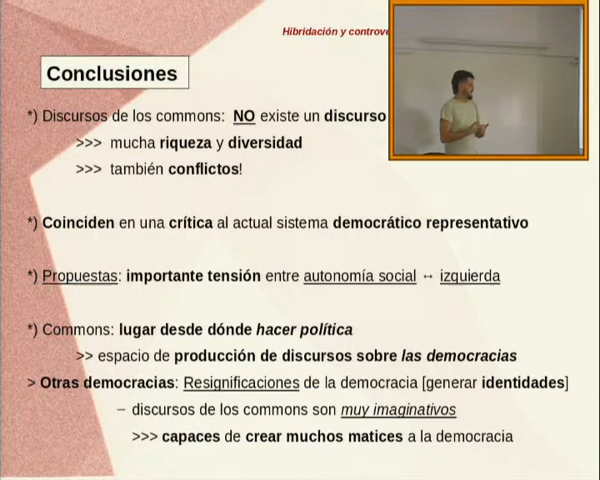 Hibridación y
Conclusiones
*) Discursos de los commons: NO existe un discurso
>>> mucha riqueza y diversidad
>>> también conflictos!
*) Coinciden en una crítica al actual sistema democrático representativo
*) Propuestas: importante tensión entre autonomía social ↔ izquierda
*) Commons: lugar desde dónde hacer política
>> espacio de producción de discursos sobre las democracias
> Otras democracias: Resignificaciones de la democracia [generar identidades]
– discursos de los commons son muy imaginativos
>>> capaces de crear muchos matices a la democracia